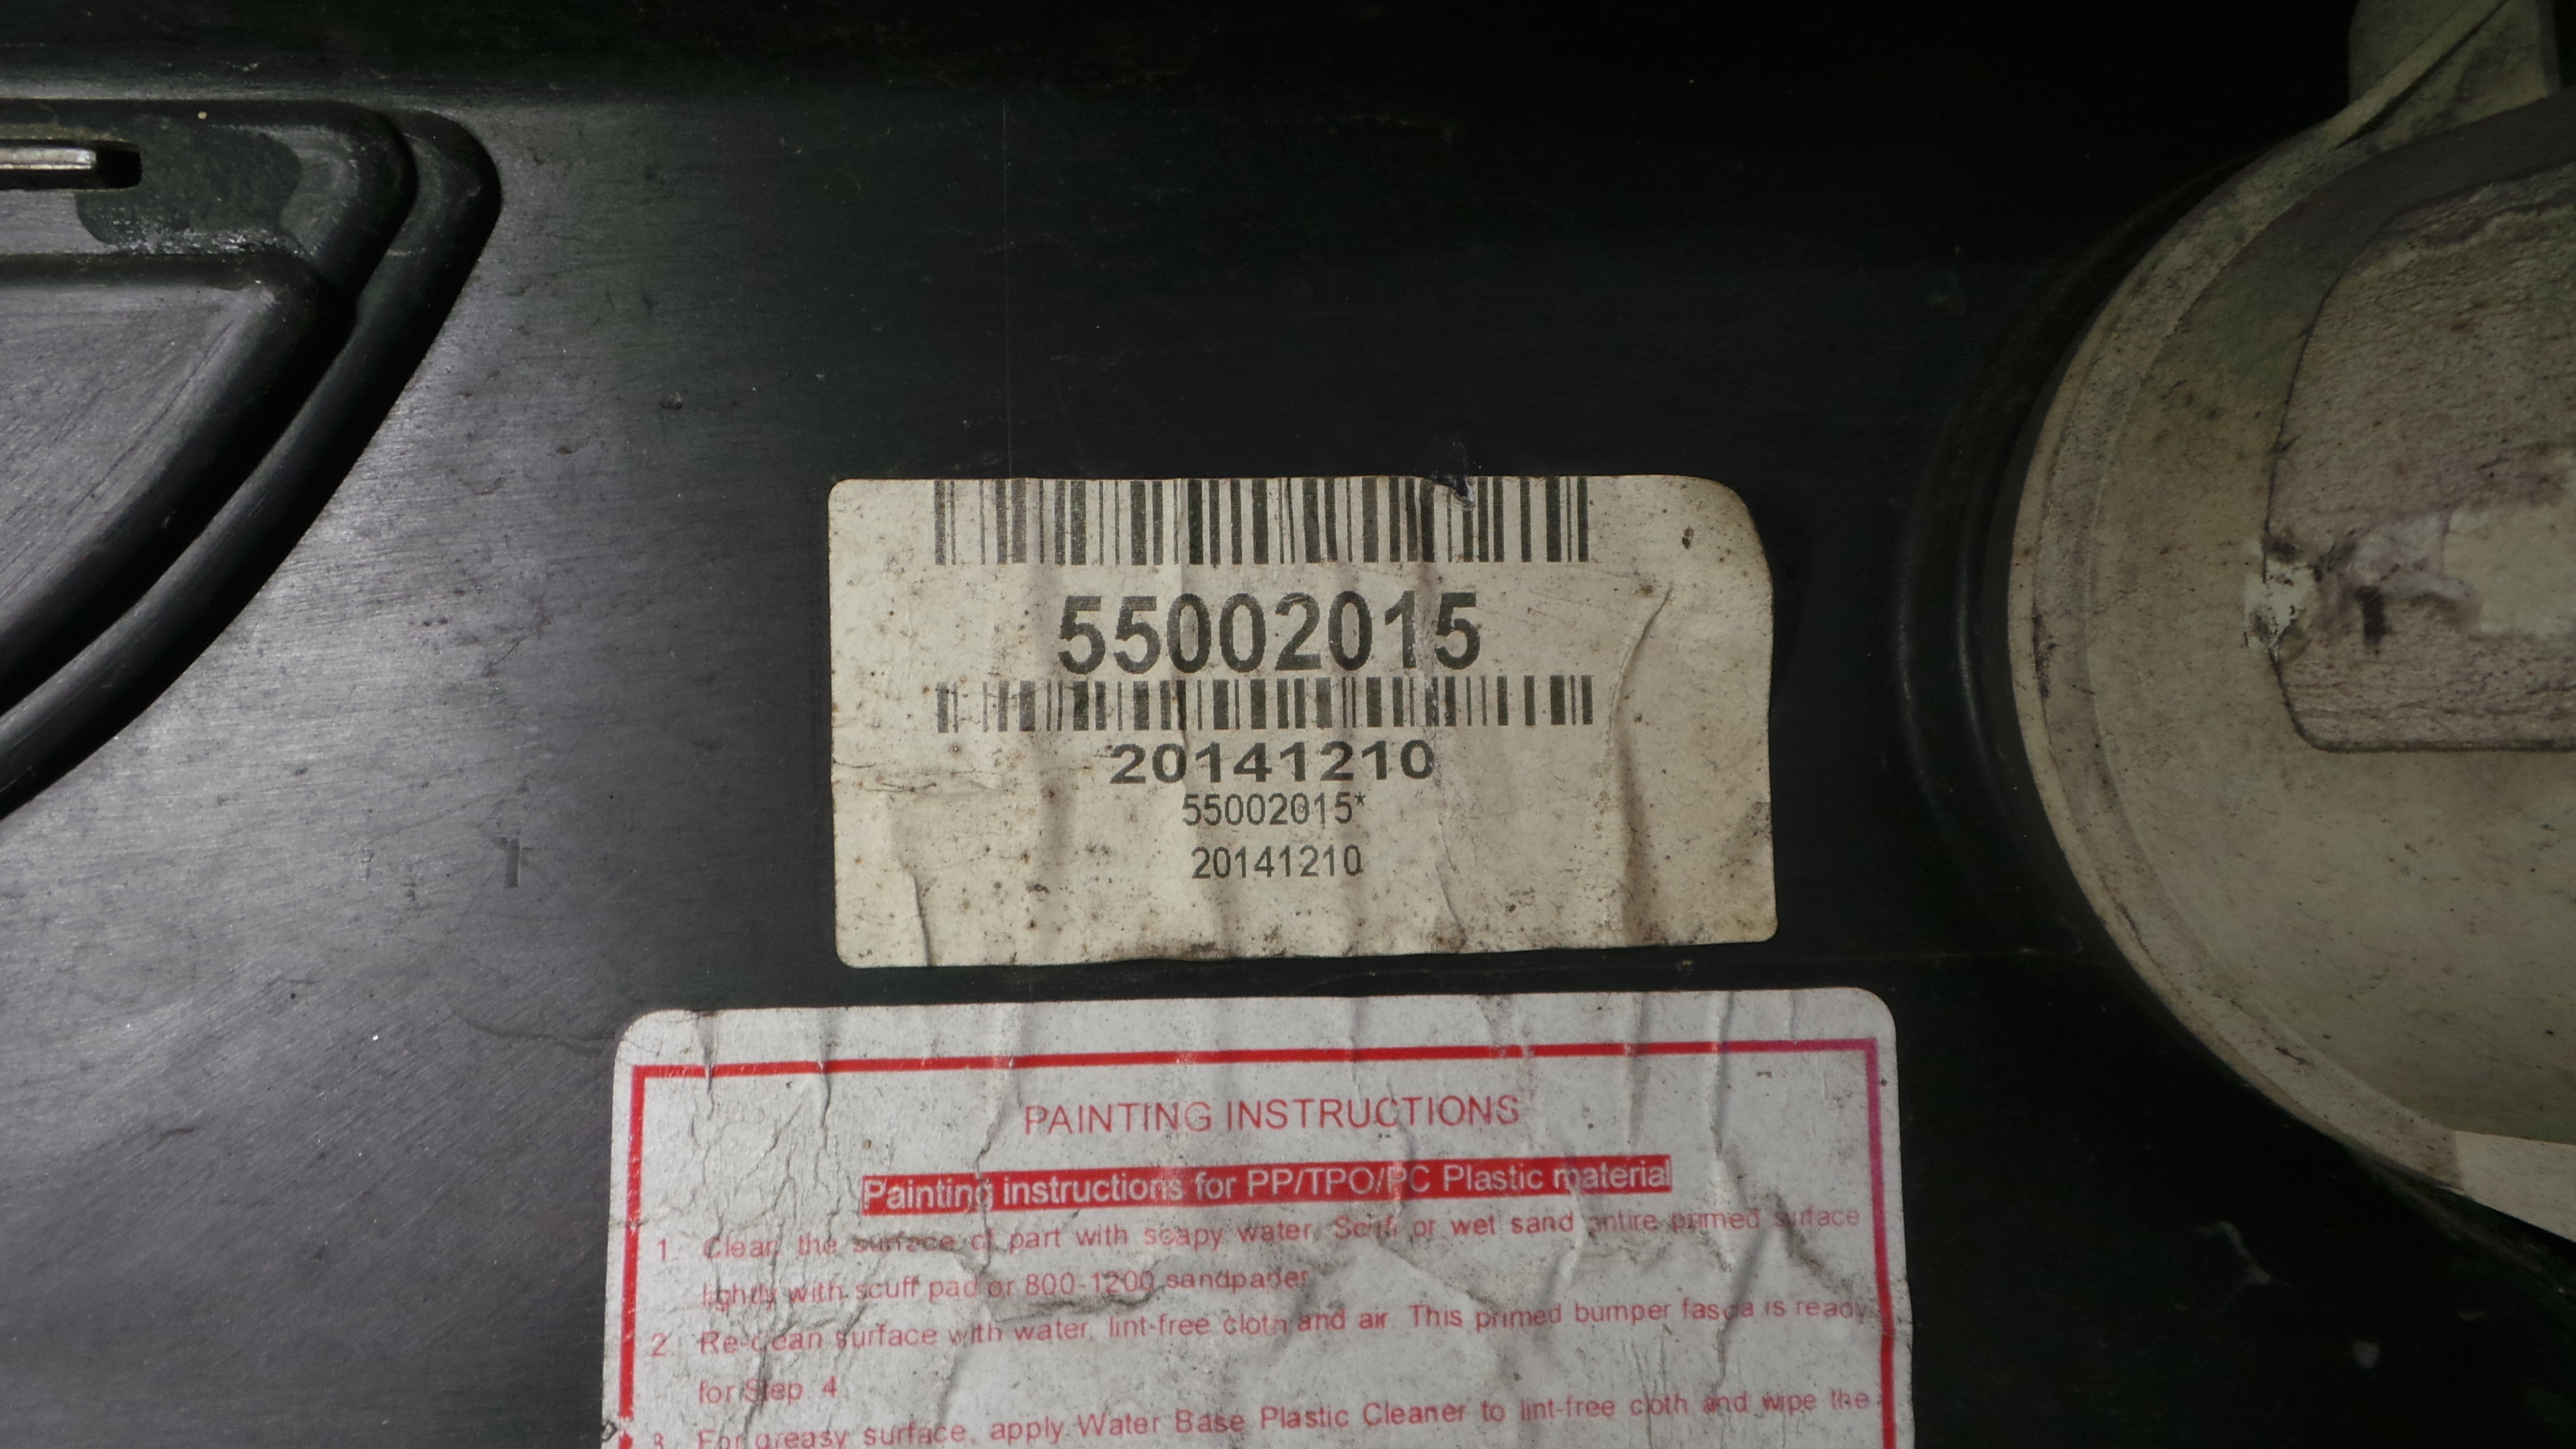 55002015
20141210
55002015*
20141210
PAINTING INSTRUCTIONS
Painting instructions for PP/TPO/PC Plastic material
1. Clean the surface of part with soapy water. Scuff or wet sand entire primed surface
lightly with scuff pad or 800-1200 sandpader
2. Re-clean surface with water, lint-free cloth and air. This primed bumper fascia is ready
for Step 4
3. For greasy surface, apply Water Base Plastic Cleaner to lint-free cloth and wipe the